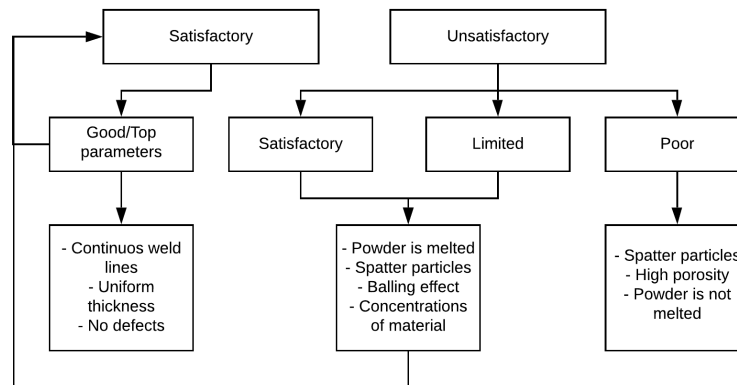 Satisfactory
Unsatisfactory
Good/Top
parameters
Satisfactory
Limited
Poor
- Continuos weld
lines
- Uniform
thickness
- No defects
- Powder is melted
- Spatter particles
- Balling effect
- Concentrations
of material
- Spatter particles
- High porosity
- Powder is not
melted